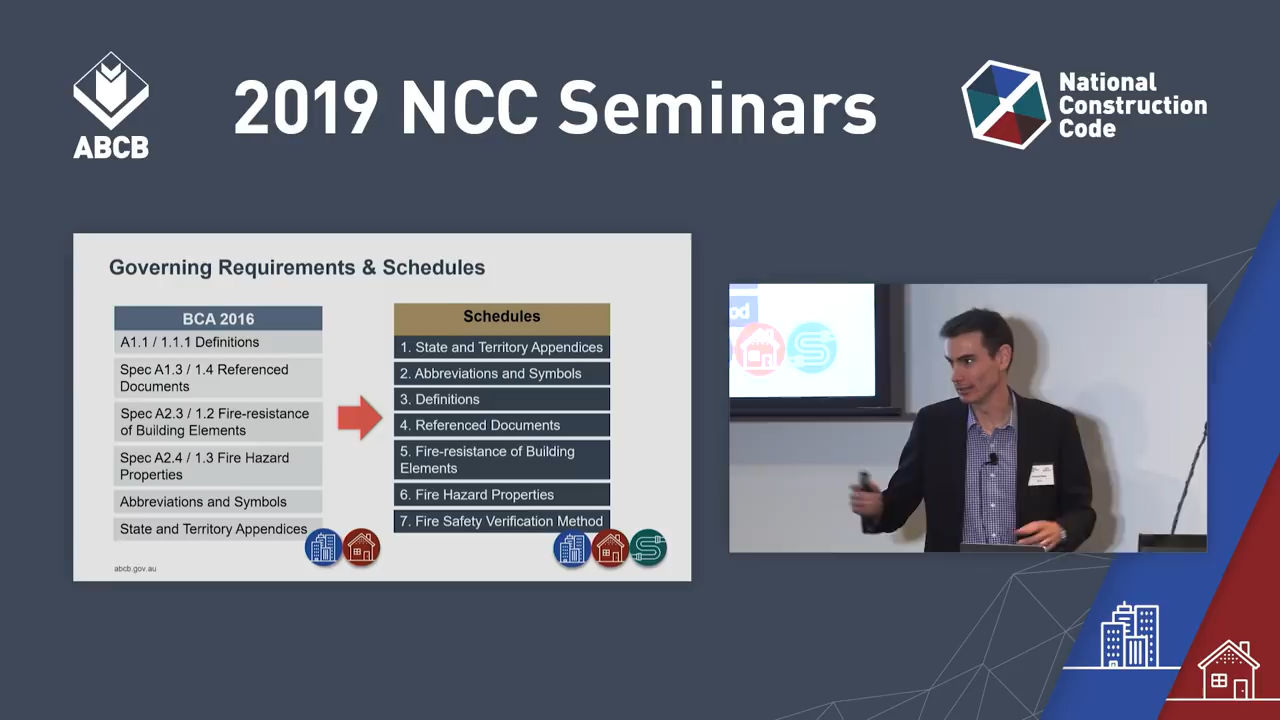 ABCB
2019 NCC Seminars
National
Construction
Code
Governing Requirements & Schedules
BCA 2016
A1.1 / 1.1.1 Definitions
Spec A1.3 / 1.4 Referenced
Documents
Spec A2.3 / 1.2 Fire-resistance
of Building Elements
Spec A2.4 / 1.3 Fire Hazard
Properties
Abbreviations and Symbols
State and Territory Appendices
Schedules
1. State and Territory Appendices
2. Abbreviations and Symbols
3. Definitions
4. Referenced Documents
5. Fire-resistance of Building
Elements
6. Fire Hazard Properties
7. Fire Safety Verification Method
abcb.gov.au